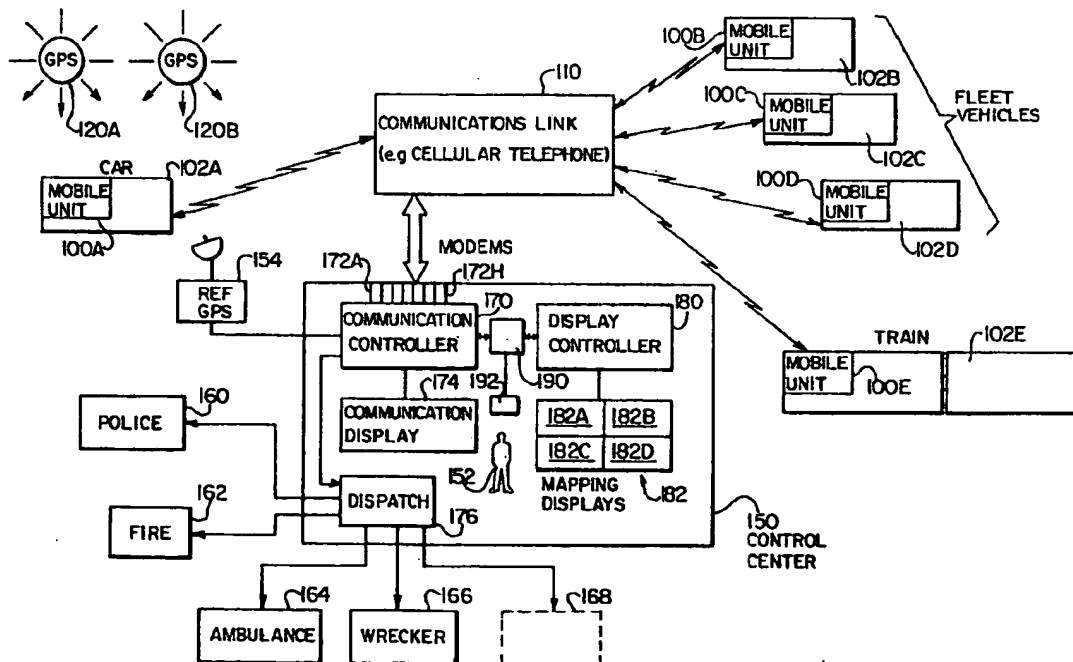 GPS
GPS
120A
120B
110
COMMUNICATIONS LINK
(e.g CELLULAR TELEPHONE)
100B
MOBILE
UNIT
102B
100C
MOBILE
UNIT
102C
100D
MOBILE
UNIT
102D
FLEET
VEHICLES
CAR
102A
MOBILE
UNIT
100A
MODEMS
172A
172H
154
REF
GPS
170
COMMUNICATION
CONTROLLER
180
DISPLAY
CONTROLLER
190
192
TRAIN
102E
MOBILE
UNIT
100E
174
COMMUNICATION
DISPLAY
182A
182B
182C
182D
MAPPING
DISPLAYS
182
152
160
POLICE
DISPATCH
176
162
FIRE
150
CONTROL
CENTER
164
AMBULANCE
166
WRECKER
168